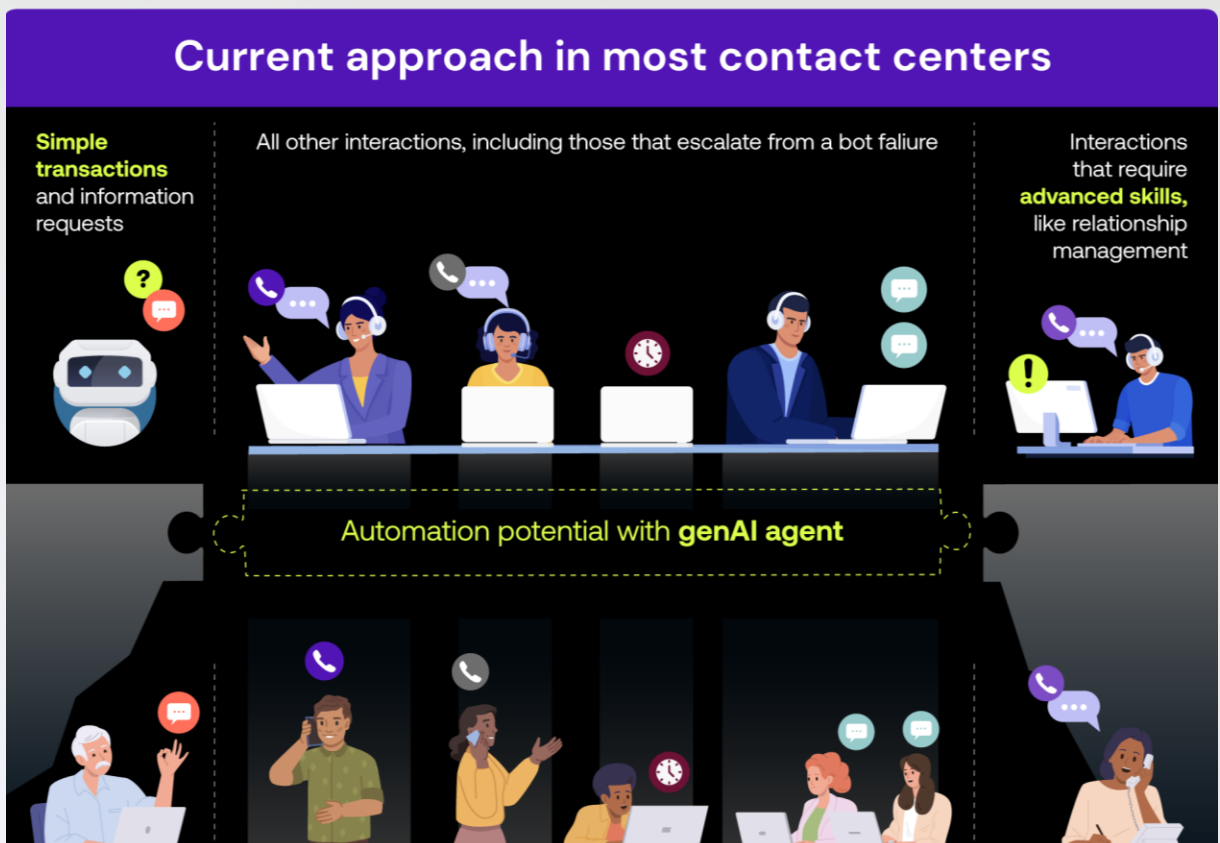 Current approach in most contact centers
Simple
transactions
and information
requests
All other interactions, including those that escalate from a bot faliure
Interactions
that require
advanced skills,
like relationship
management
?
!
Automation potential with genAI agent